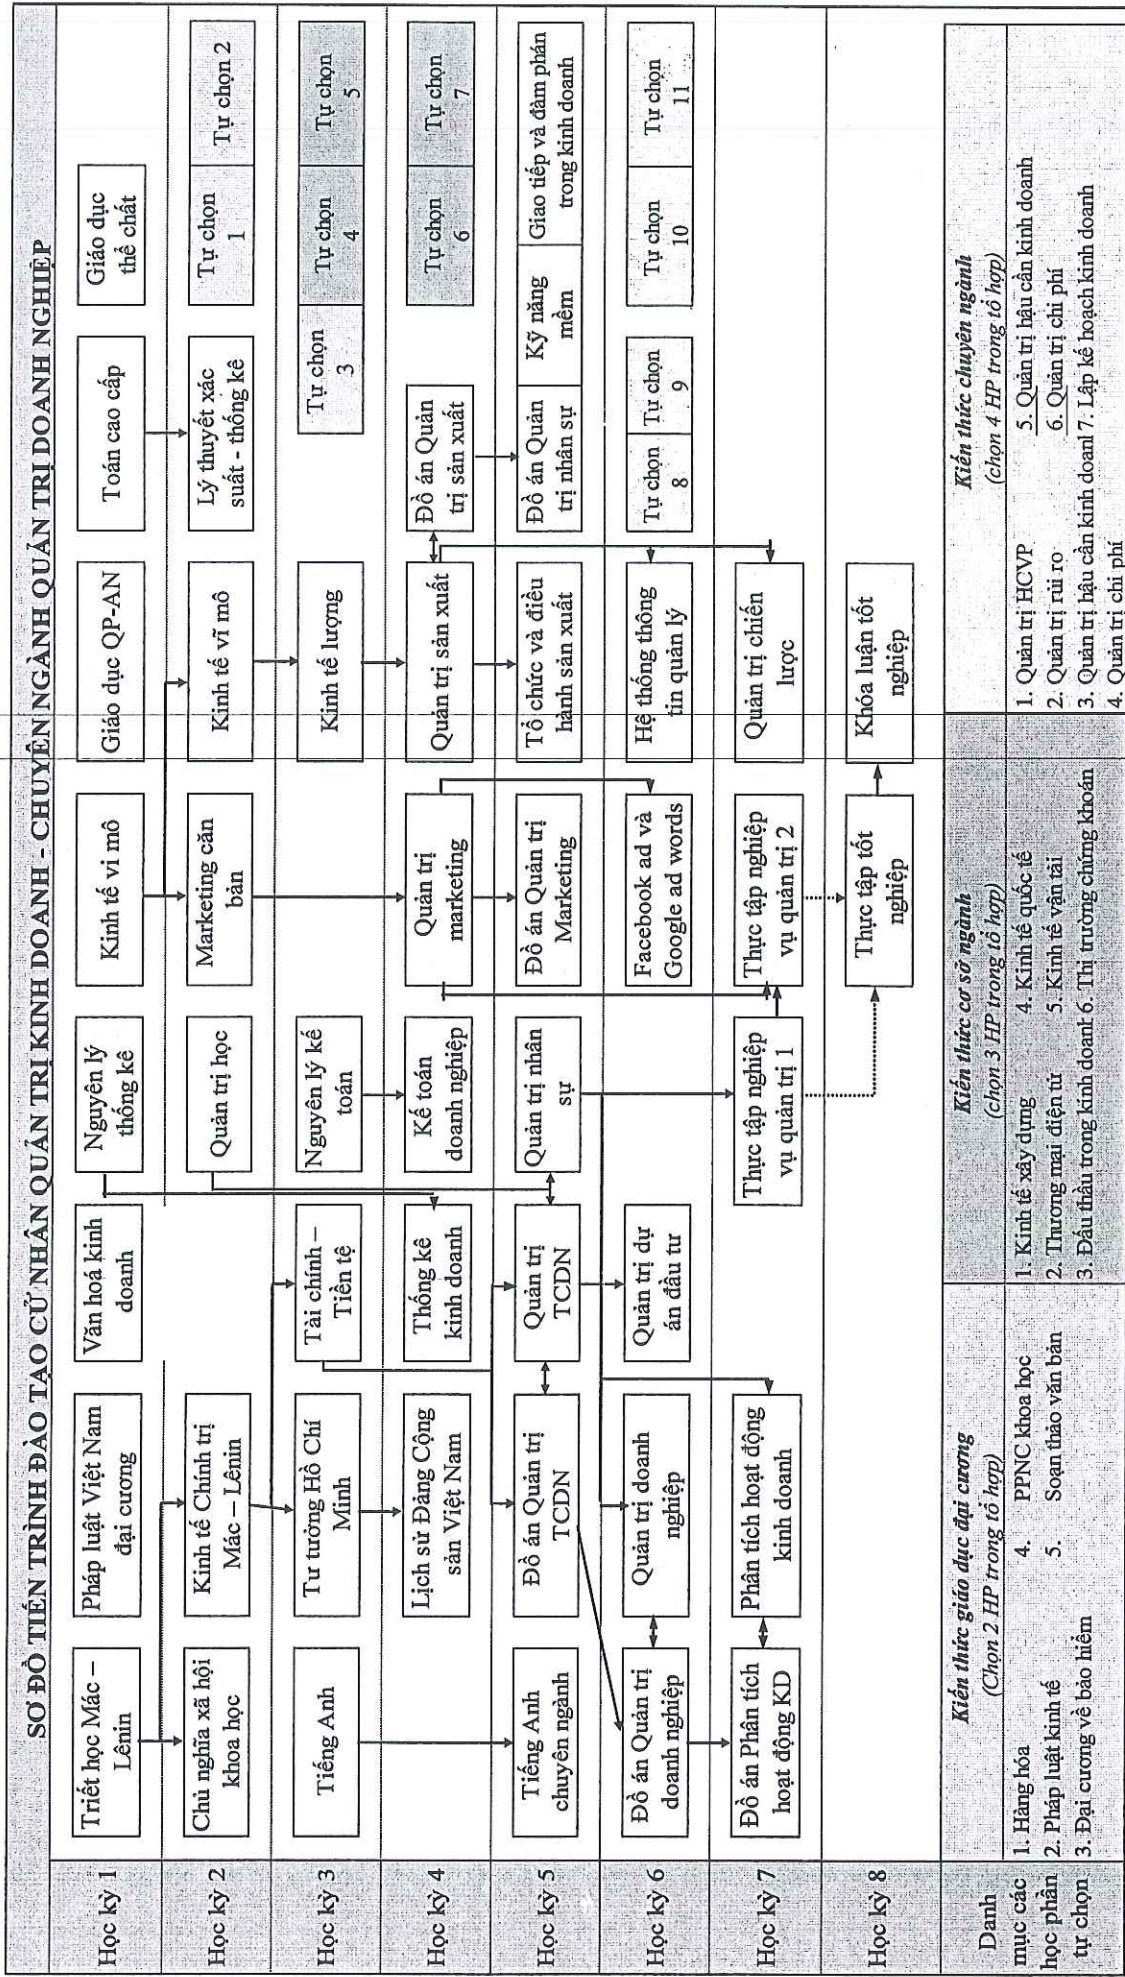 SƠ ĐỒ TIẾN TRÌNH ĐÀO TẠO CỬ NHÂN QUẢN TRỊ KINH DOANH - CHUYÊN NGÀNH QUẢN TRỊ DOANH NGHIỆP
Học kỳ 1
Triết học Mác –
Lênin
Pháp luật Việt Nam
đại cương
Văn hoá kinh
doanh
Nguyên lý
thống kê
Kinh tế vi mô
Giáo dục QP-AN
Toán cao cấp
Giáo dục
thể chất
Học kỳ 2
Chủ nghĩa xã hội
khoa học
Kinh tế Chính trị
Mác – Lênin
Quản trị học
Marketing căn
bản
Kinh tế vĩ mô
Lý thuyết xác
suất - thống kê
Tự chọn
1
Tự chọn 2
Học kỳ 3
Tiếng Anh
Tư tưởng Hồ Chí
Minh
Tài chính –
Tiền tệ
Nguyên lý kế
toán
Kinh tế lượng
Tự chọn
3
Tự chọn
4
Tự chọn
5
Học kỳ 4
Lịch sử Đảng Cộng
sản Việt Nam
Thống kê
kinh doanh
Kế toán
doanh nghiệp
Quản trị
marketing
Quản trị sản xuất
Đồ án Quản
trị sản xuất
Tự chọn
6
Tự chọn
7
Học kỳ 5
Tiếng Anh
chuyên ngành
Đồ án Quản trị
TCDN
Quản trị
TCDN
Quản trị nhân
sự
Đồ án Quản trị
Marketing
Tổ chức và điều
hành sản xuất
Đồ án Quản
trị nhân sự
Kỹ năng
mềm
Giao tiếp và đàm phán
trong kinh doanh
Học kỳ 6
Đồ án Quản trị
doanh nghiệp
Quản trị doanh
nghiệp
Quản trị dự
án đầu tư
Facebook ad và
Google ad words
Hệ thống thông
tin quản lý
Tự chọn
8
Tự chọn
9
Tự chọn
10
Tự chọn
11
Học kỳ 7
Đồ án Phân tích
hoạt động KD
Phân tích hoạt động
kinh doanh
Thực tập nghiệp
vụ quản trị 1
Thực tập nghiệp
vụ quản trị 2
Quản trị chiến
lược
Học kỳ 8
Thực tập tốt
nghiệp
Khóa luận tốt
nghiệp
Danh
mục các
học phần
tự chọn
Kiến thức giáo dục đại cương
(Chọn 2 HP trong tổ hợp)
1. Hàng hóa
2. Pháp luật kinh tế
3. Đại cương về bảo hiểm
4. PPNC khoa học
5. Soạn thảo văn bản
Kiến thức cơ sở ngành
(chọn 3 HP trong tổ hợp)
1. Kinh tế xây dựng
2. Thương mại điện tử
3. Đấu thầu trong kinh doanh
4. Kinh tế quốc tế
5. Kinh tế vận tải
6. Thị trường chứng khoán
Kiến thức chuyên ngành
(chọn 4 HP trong tổ hợp)
1. Quản trị HCVP
2. Quản trị rủi ro
3. Quản trị hậu cần kinh doanl
4. Quản trị chi phí
5. Quản trị hậu cần kinh doanh
6. Quản trị chi phí
7. Lập kế hoạch kinh doanh